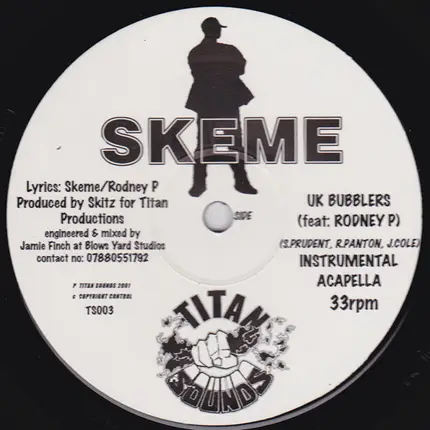 SKEME
Lyrics: Skeme/Rodney P
Produced by Skitz for Titan
Productions
engineered & mixed by
Jamie Finch at Blows Yard Studios
contact no: 07880551792
P TITAN SOUNDS 2001
c COPYRIGHT CONTROL
TS003
SIDE
UK BUBBLERS
(feat: RODNEY P)
(S.PRUDENT, R.PANTON, J.COLE)
INSTRUMENTAL
ACAPELLA
33rpm
TITAN
SOUNDS